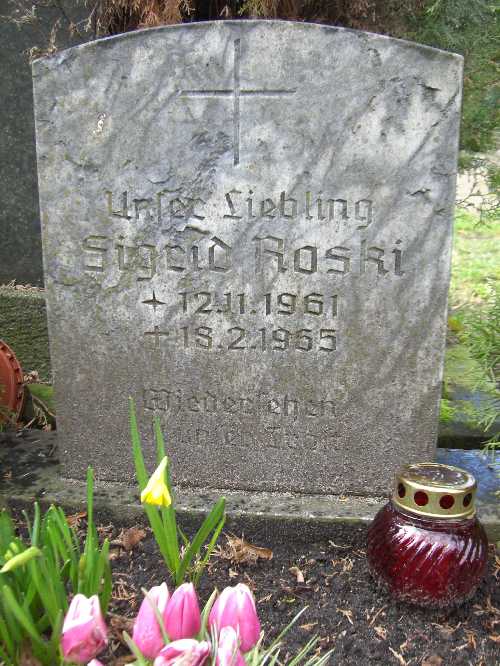 Unser Liebling
Sigrid Roski
12.11.1961
18.2.1965
Wiedersehen